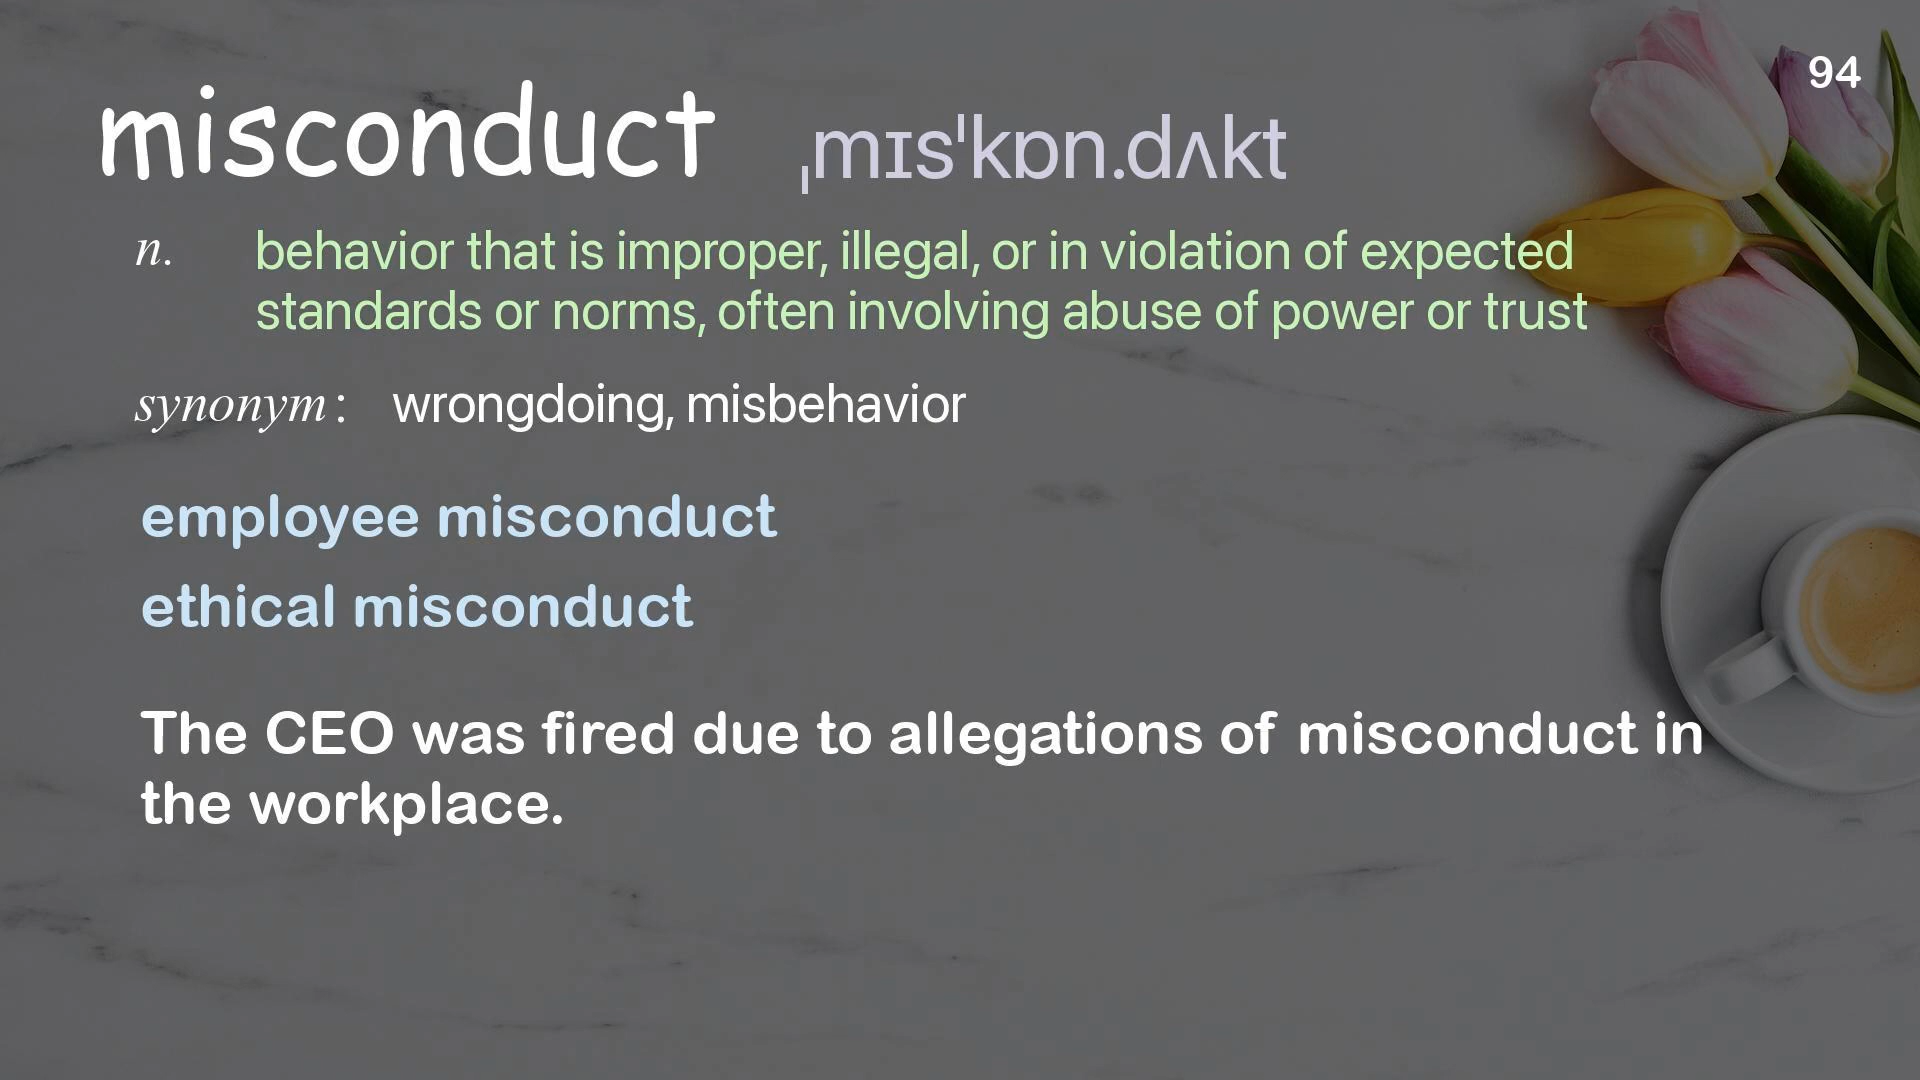 94
misconduct ˌmɪsˈkɒn.dʌkt
n. behavior that is improper, illegal, or in violation of expected
standards or norms, often involving abuse of power or trust
synonym: wrongdoing, misbehavior
employee misconduct
ethical misconduct
The CEO was fired due to allegations of misconduct in
the workplace.